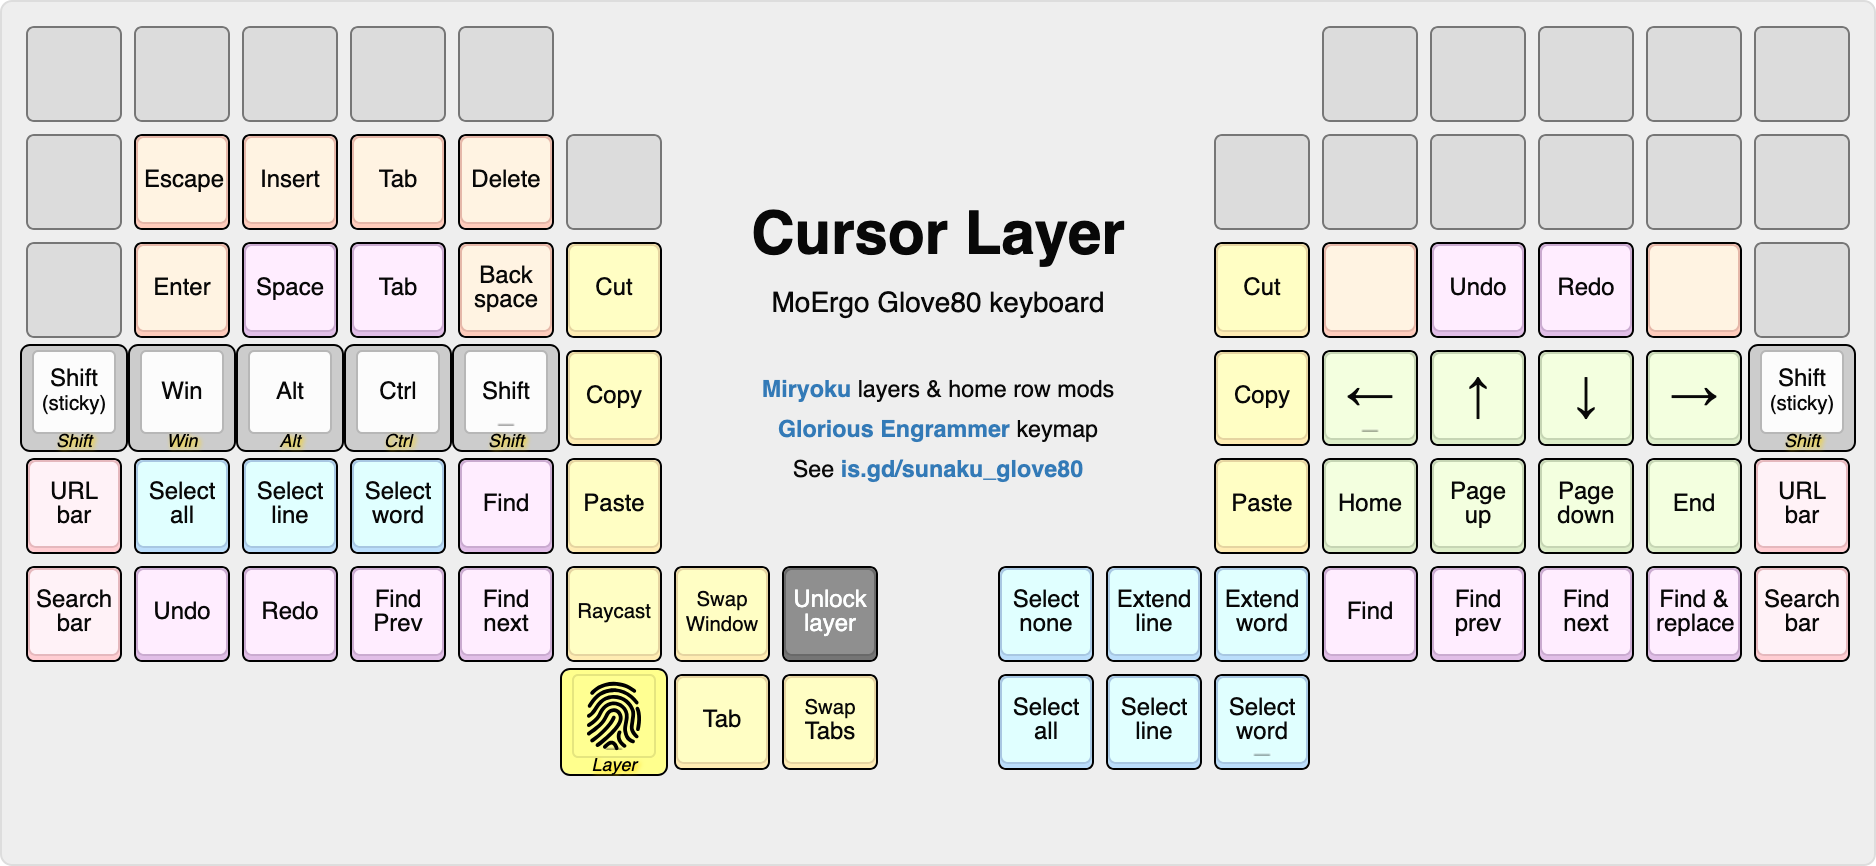 Escape Insert Tab Delete
Cursor Layer
MoErgo Glove80 keyboard
Enter Space Tab Back space Cut
Cut Undo Redo
Shift (sticky) Shift
Win Win
Alt Alt
Ctrl Ctrl
Shift _ Shift
Copy
Miryoku layers & home row mods
Glorious Engrammer keymap
See is.gd/sunaku_glove80
Copy ← _ ↑ ↓ →
Shift (sticky) Shift
URL bar
Select all
Select line
Select word
Find
Paste
Paste
Home
Page up
Page down
End
URL bar
Search bar
Undo
Redo
Find Prev
Find next
Raycast
Swap Window
Unlock layer
Select none
Extend line
Extend word
Find
Find prev
Find next
Find & replace
Search bar
Layer
Tab
Swap Tabs
Select all
Select line
Select word _